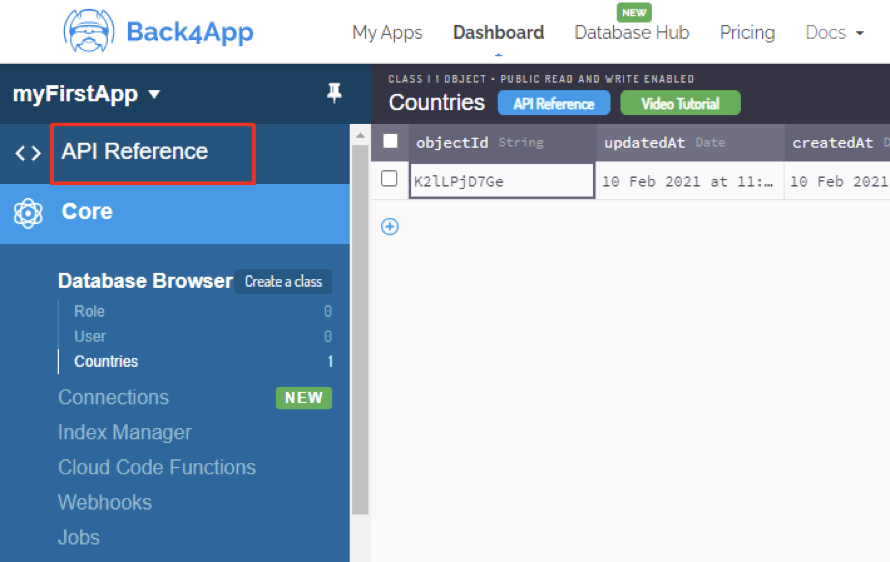 Back4App
My Apps
Dashboard
NEW
Database Hub
Pricing
Docs
myFirstApp
API Reference
Core
Database Browser
Create a class
Role 0
User 0
Countries 1
Connections NEW
Index Manager
Cloud Code Functions
Webhooks
Jobs
CLASS | 1 OBJECT • PUBLIC READ AND WRITE ENABLED
Countries
API Reference
Video Tutorial
objectId String
updatedAt Date
createdAt D
K2lLPjD7Ge
10 Feb 2021 at 11:…
10 Feb 2021